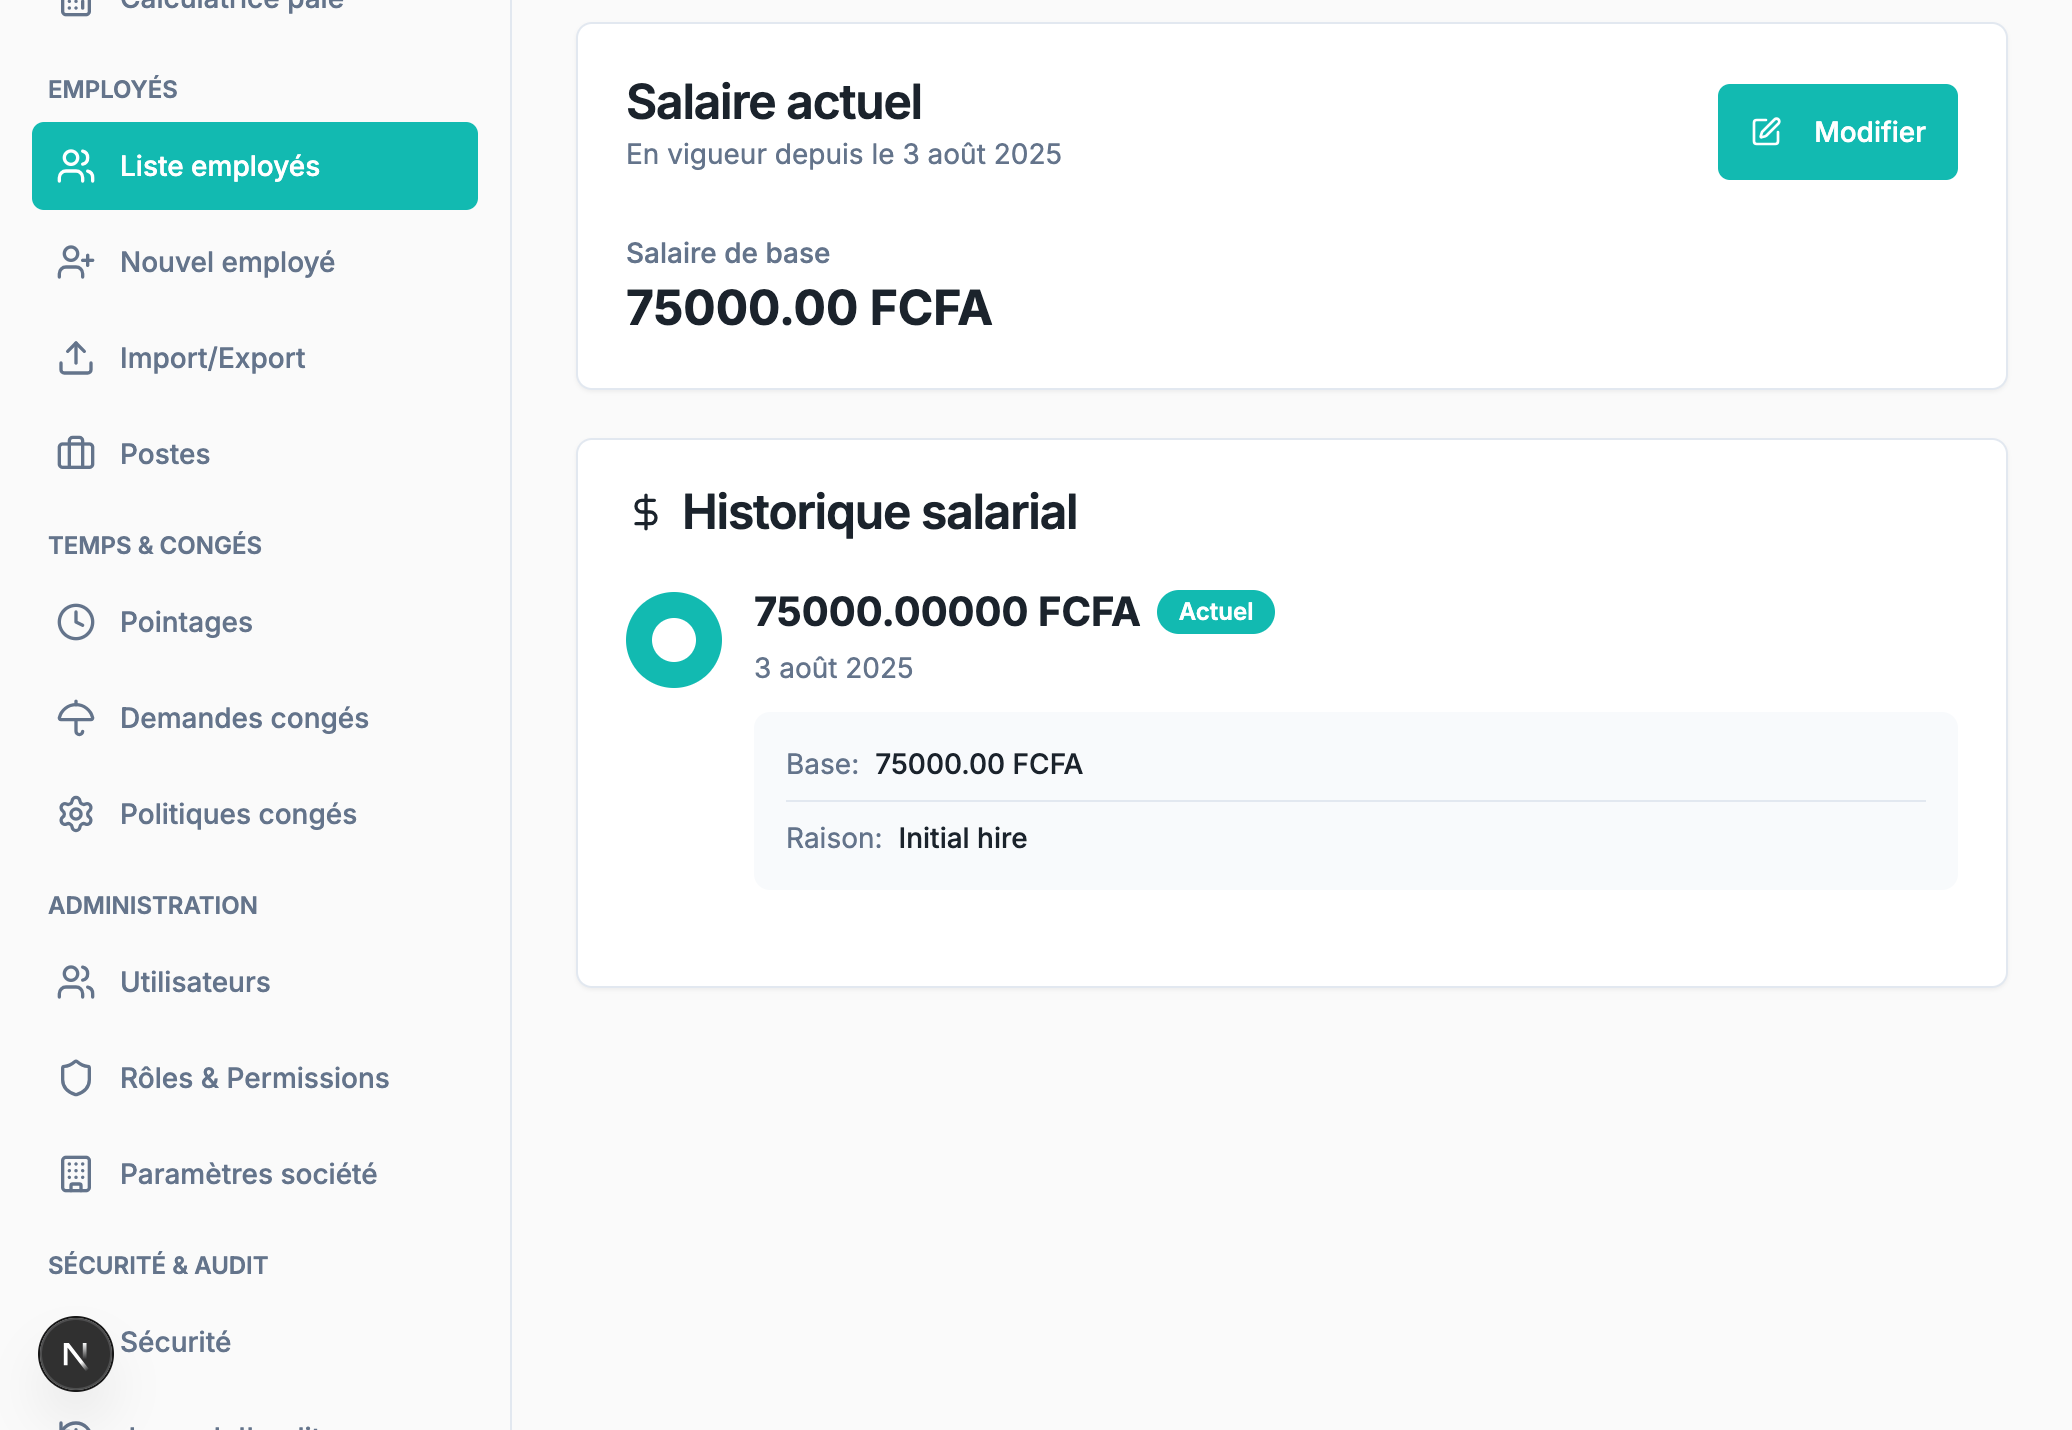 Calculatrice paie
EMPLOYÉS
Liste employés
Nouvel employé
Import/Export
Postes
TEMPS & CONGÉS
Pointages
Demandes congés
Politiques congés
ADMINISTRATION
Utilisateurs
Rôles & Permissions
Paramètres société
SÉCURITÉ & AUDIT
N
Sécurité
Salaire actuel
En vigueur depuis le 3 août 2025
Modifier
Salaire de base
75000.00 FCFA
Historique salarial
75000.00000 FCFA Actuel
3 août 2025
Base: 75000.00 FCFA
Raison: Initial hire